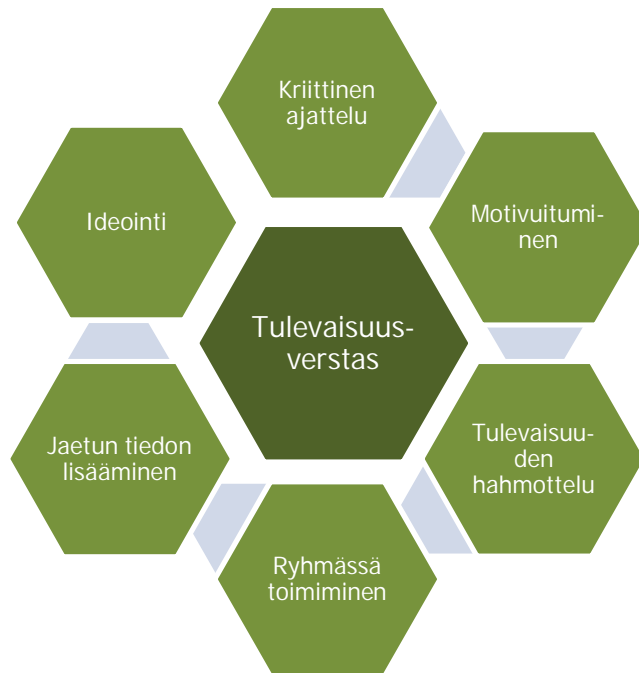 Kriittinen
ajattelu
Motivuitumi-
nen
Tulevaisuu-
den
hahmottelu
Ryhmässä
toimiminen
Jaetun tiedon
lisääminen
Ideointi
Tulevaisuus-
verstas